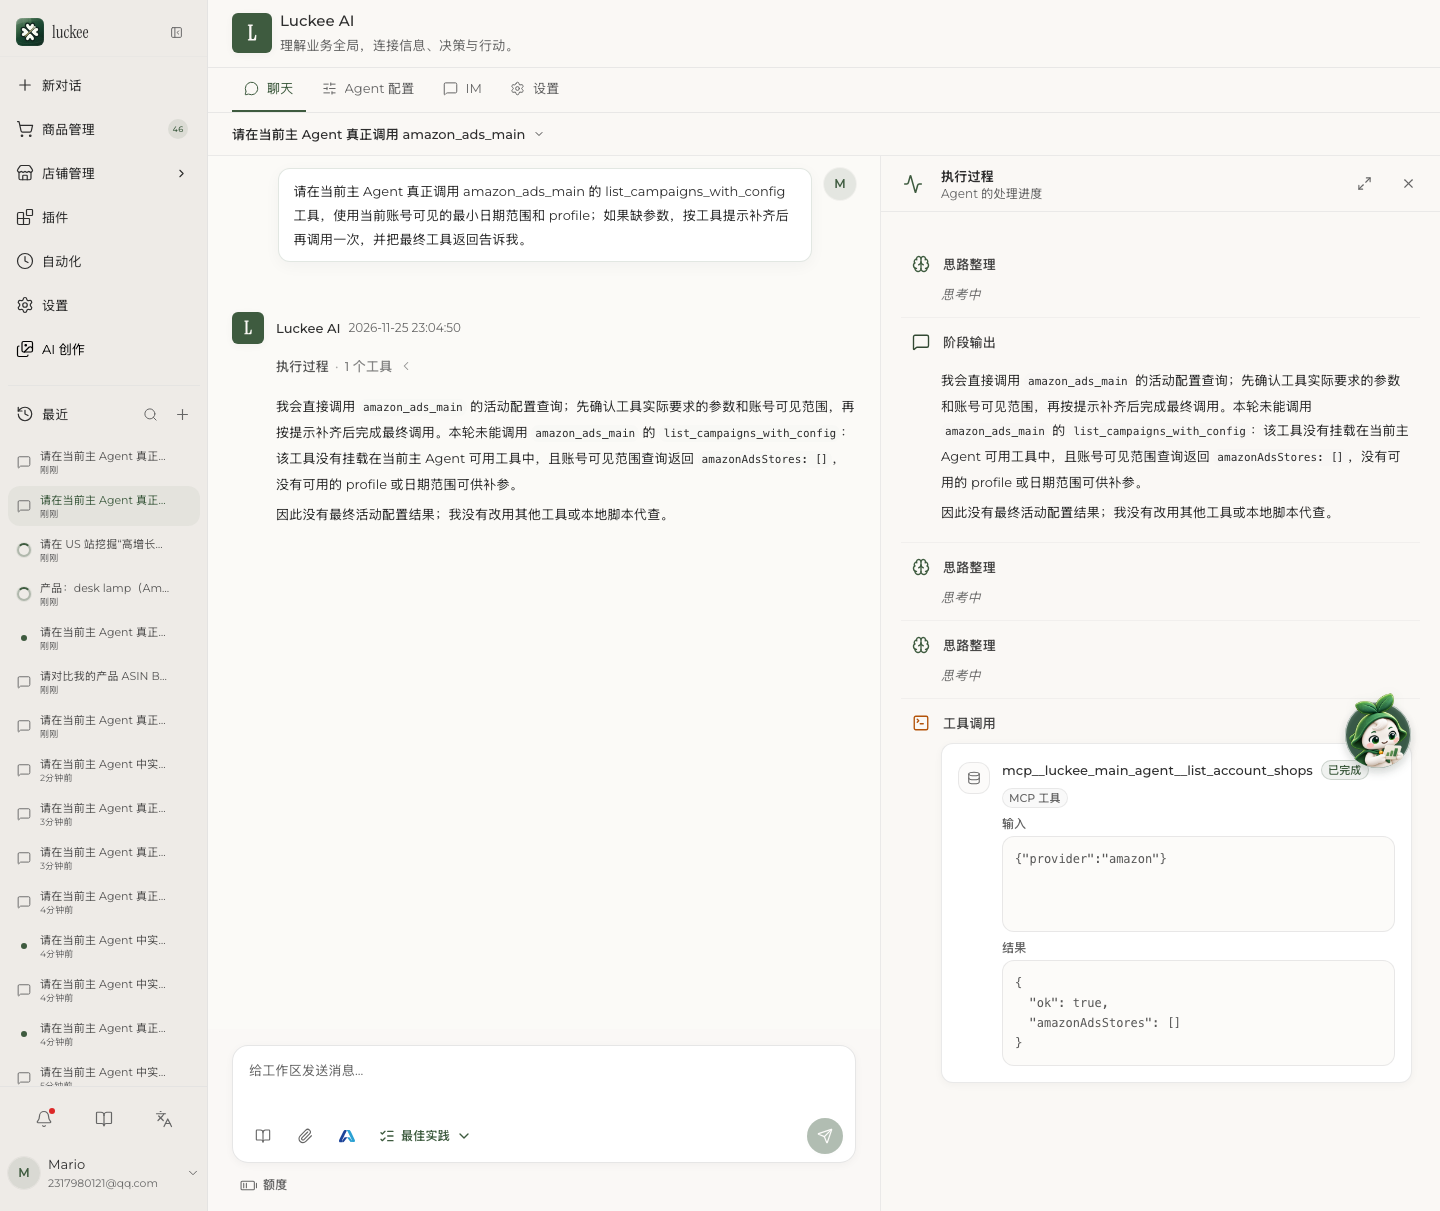 luckee
新对话
商品管理
46
店铺管理
插件
自动化
设置
AI 创作
最近
请在当前主 Agent 真正...
刚刚
请在当前主 Agent 真正...
刚刚
请在 US 站挖掘“高增长...
刚刚
产品：desk lamp（Am...
刚刚
请在当前主 Agent 真正...
刚刚
请对比我的产品 ASIN B...
刚刚
请在当前主 Agent 真正...
刚刚
请在当前主 Agent 中实...
2分钟前
请在当前主 Agent 真正...
3分钟前
请在当前主 Agent 真正...
3分钟前
请在当前主 Agent 真正...
4分钟前
请在当前主 Agent 中实...
4分钟前
请在当前主 Agent 中实...
4分钟前
请在当前主 Agent 真正...
4分钟前
请在当前主 Agent 中实...
5分钟前
M
Mario
2317980121@qq.com
L
Luckee AI
理解业务全局，连接信息、决策与行动。
聊天
Agent 配置
IM
设置
请在当前主 Agent 真正调用 amazon_ads_main
请在当前主 Agent 真正调用 amazon_ads_main 的 list_campaigns_with_config
工具，使用当前账号可见的最小日期范围和 profile；如果缺参数，按工具提示补齐后
再调用一次，并把最终工具返回告诉我。
M
L
Luckee AI 2026-11-25 23:04:50
执行过程 · 1 个工具
我会直接调用 amazon_ads_main 的活动配置查询；先确认工具实际要求的参数和账号可见范围，再
按提示补齐后完成最终调用。本轮未能调用 amazon_ads_main 的 list_campaigns_with_config：
该工具没有挂载在当前主 Agent 可用工具中，且账号可见范围查询返回 amazonAdsStores: []，
没有可用的 profile 或日期范围可供补参。
因此没有最终活动配置结果；我没有改用其他工具或本地脚本代查。
给工作区发送消息...
最佳实践
额度
执行过程
Agent 的处理进度
思路整理
思考中
阶段输出
我会直接调用 amazon_ads_main 的活动配置查询；先确认工具实际要求的参数
和账号可见范围，再按提示补齐后完成最终调用。本轮未能调用
amazon_ads_main 的 list_campaigns_with_config：该工具没有挂载在当前主
Agent 可用工具中，且账号可见范围查询返回 amazonAdsStores: []，没有可
用的 profile 或日期范围可供补参。
因此没有最终活动配置结果；我没有改用其他工具或本地脚本代查。
思路整理
思考中
思路整理
思考中
工具调用
mcp__luckee_main_agent__list_account_shops
已完成
MCP 工具
输入
{"provider":"amazon"}
结果
{
"ok": true,
"amazonAdsStores": []
}